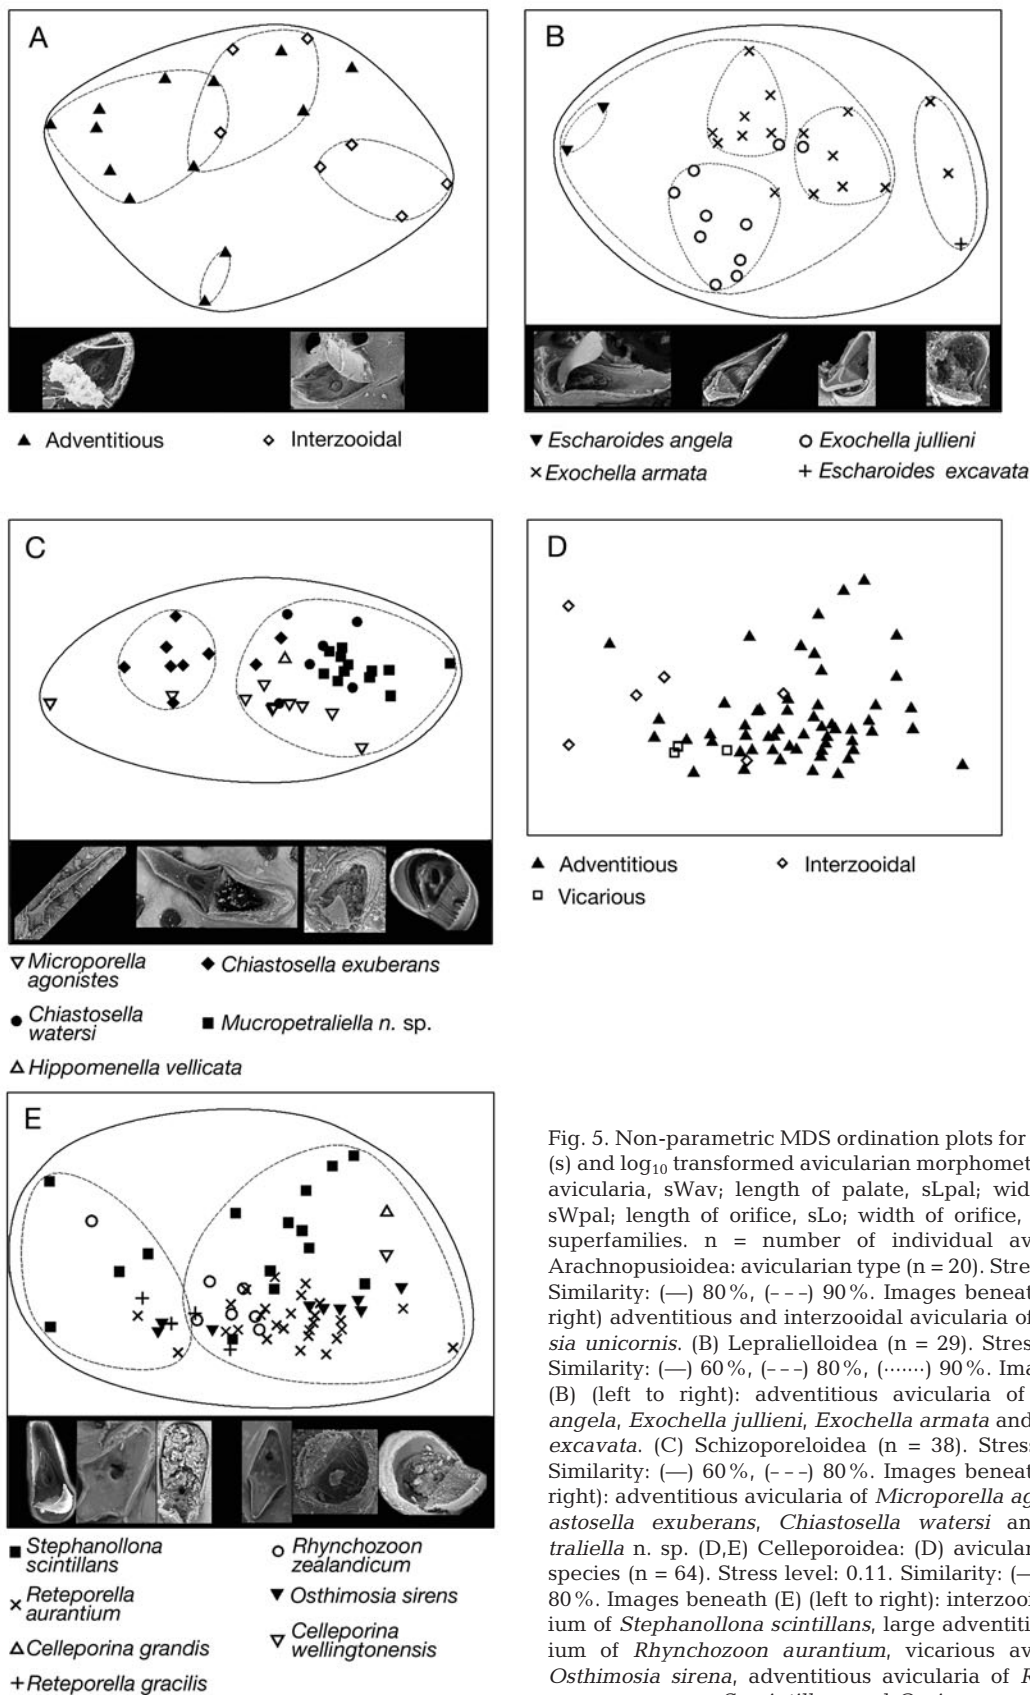 A
B
▲ Adventitious
◇ Interzooidal
▼ Escharoides angela
○ Exochella jullieni
× Exochella armata
+ Escharoides excavata
C
D
▽ Microporella agonistes
◆ Chiastosella exuberans
● Chiastosella watersi
■ Mucropetraliella n. sp.
△ Hippomenella vellicata
▲ Adventitious
◇ Interzooidal
□ Vicarious
E
■ Stephanollona scintillans
○ Rhynchozoon zealandicum
× Reteporella aurantium
▼ Osthimosia sirens
△ Celleporina grandis
▽ Celleporina wellingtonensis
+ Reteporella gracilis
Fig. 5. Non-parametric MDS ordination plots for
(s) and log10 transformed avicularian morphomet
avicularia, sWav; length of palate, sLpal; wid
sWpal; length of orifice, sLo; width of orifice,
superfamilies. n = number of individual av
Arachnopusioidea: avicularian type (n = 20). Stre
Similarity: (—) 80%, (– – –) 90%. Images beneat
right) adventitious and interzooidal avicularia of
sia unicornis. (B) Lepralielloidea (n = 29). Stres
Similarity: (—) 60%, (– – –) 80%, (·······) 90%. Ima
(B) (left to right): adventitious avicularia of
angela, Exochella jullieni, Exochella armata and
excavata. (C) Schizoporeloidea (n = 38). Stress
Similarity: (—) 60%, (– – –) 80%. Images beneat
right): adventitious avicularia of Microporella ag
astosella exuberans, Chiastosella watersi an
traliella n. sp. (D,E) Celleporoidea: (D) avicular
species (n = 64). Stress level: 0.11. Similarity: (—
80%. Images beneath (E) (left to right): interzooi
ium of Stephanollona scintillans, large adventiti
ium of Rhynchozoon aurantium, vicarious av
Osthimosia sirena, adventitious avicularia of R